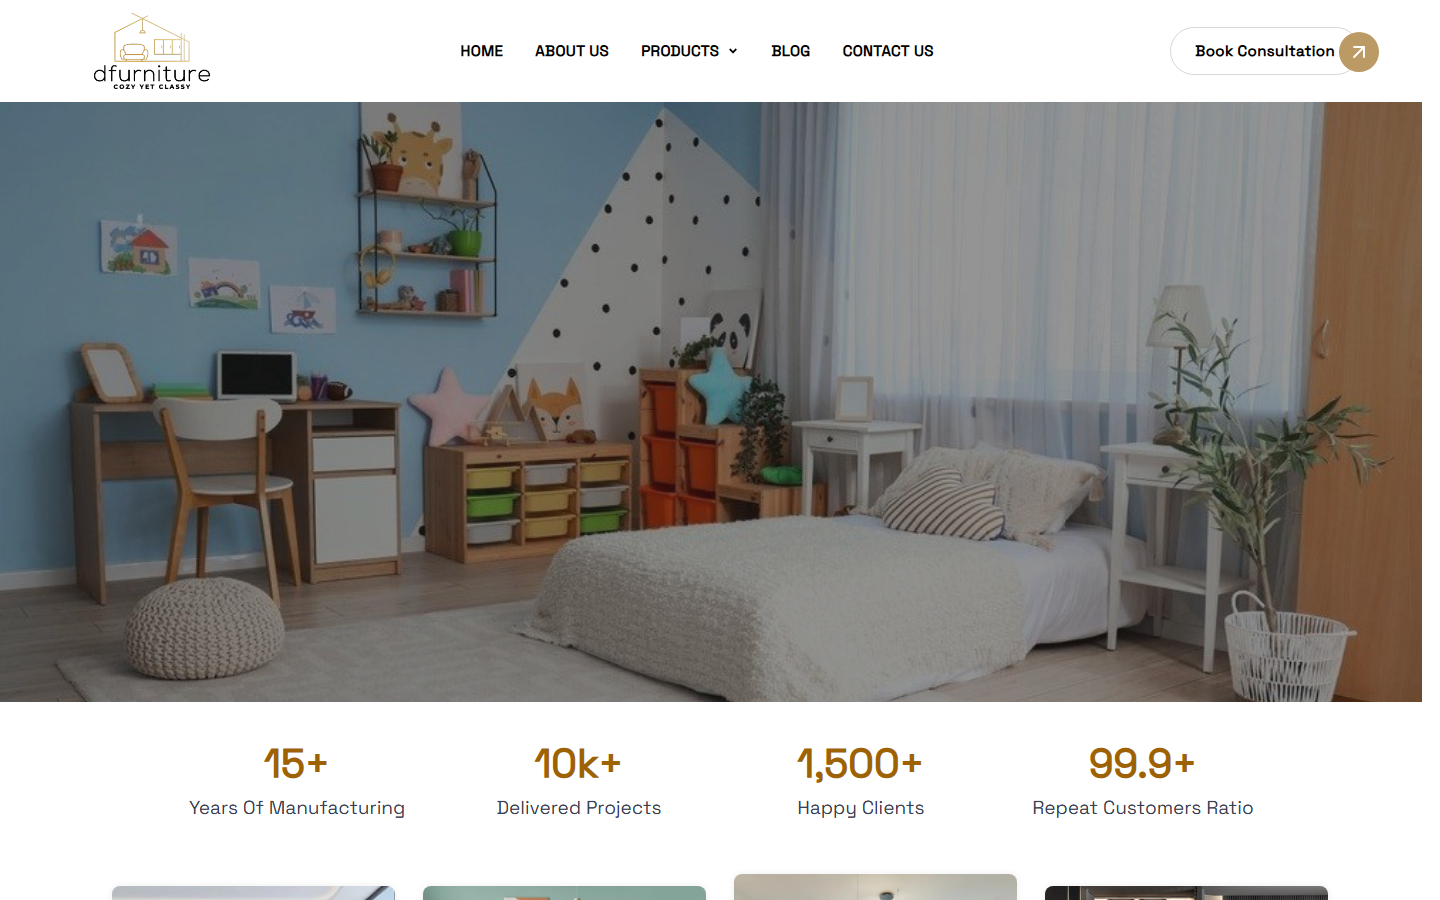 dfurniture
COZY YET CLASSY
HOME
ABOUT US
PRODUCTS
BLOG
CONTACT US
Book Consultation
15+
Years Of Manufacturing
10k+
Delivered Projects
1,500+
Happy Clients
99.9+
Repeat Customers Ratio